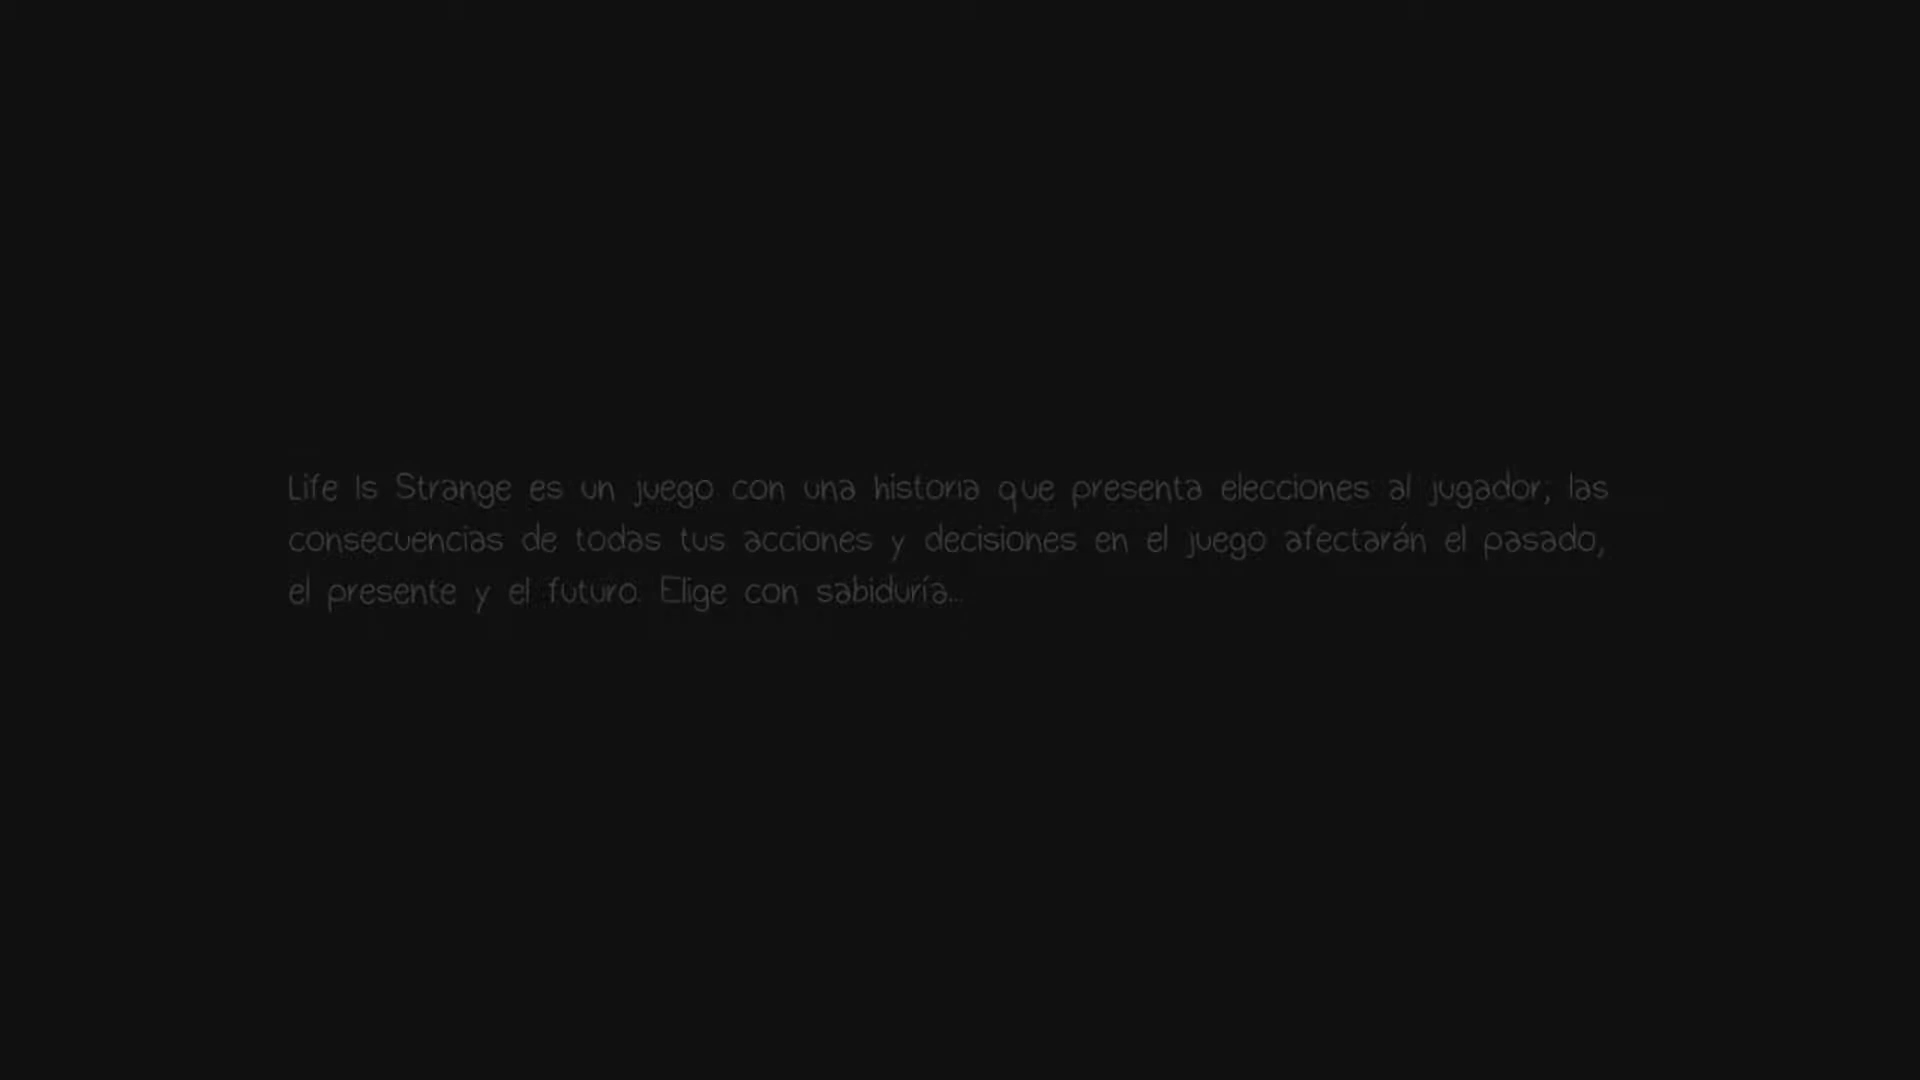 Life Is Strange es un juego con una historia que presenta elecciones al jugador; las
consecuencias de todas tus acciones y decisiones en el juego afectarán el pasado,
el presente y el futuro. Elige con sabiduría...